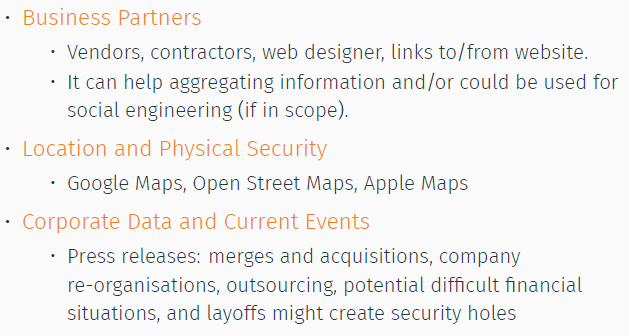 • Business Partners
• Vendors, contractors, web designer, links to/from website.
• It can help aggregating information and/or could be used for
social engineering (if in scope).
• Location and Physical Security
• Google Maps, Open Street Maps, Apple Maps
• Corporate Data and Current Events
• Press releases: merges and acquisitions, company
re-organisations, outsourcing, potential difficult financial
situations, and layoffs might create security holes